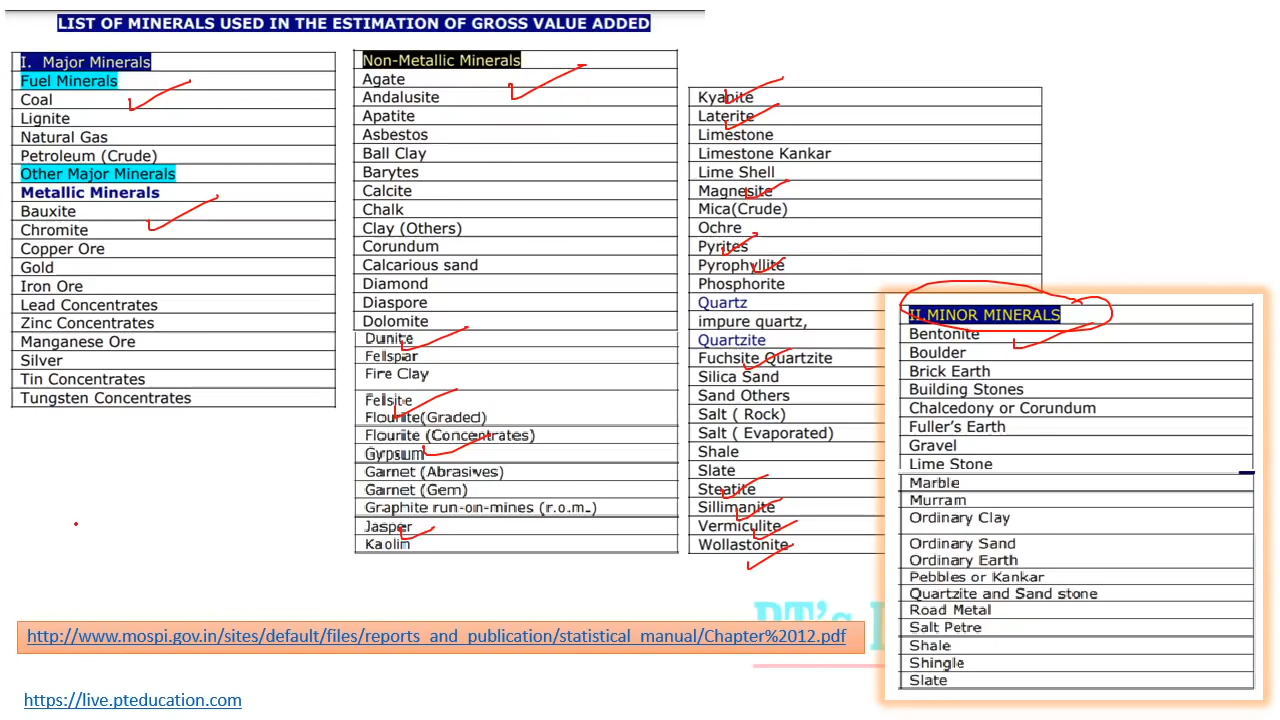 LIST OF MINERALS USED IN THE ESTIMATION OF GROSS VALUE ADDED
I. Major Minerals
Fuel Minerals
Coal
Lignite
Natural Gas
Petroleum (Crude)
Other Major Minerals
Metallic Minerals
Bauxite
Chromite
Copper Ore
Gold
Iron Ore
Lead Concentrates
Zinc Concentrates
Manganese Ore
Silver
Tin Concentrates
Tungsten Concentrates
Non-Metallic Minerals
Agate
Andalusite
Apatite
Asbestos
Ball Clay
Barytes
Calcite
Chalk
Clay (Others)
Corundum
Calcarious sand
Diamond
Diaspore
Dolomite
Dunite
Felspar
Fire Clay
Felsite
Flourite(Graded)
Flourite (Concentrates)
Gypsum
Garnet (Abrasives)
Garnet (Gem)
Graphite run-on-mines (r.o.m.)
Jasper
Kaolin
Kyanite
Laterite
Limestone
Limestone Kankar
Lime Shell
Magnesite
Mica(Crude)
Ochre
Pyrites
Pyrophyllite
Phosphorite
Quartz
impure quartz,
Quartzite
Fuchsite Quartzite
Silica Sand
Sand Others
Salt ( Rock)
Salt ( Evaporated)
Shale
Slate
Steatite
Sillimanite
Vermiculite
Wollastonite
II.MINOR MINERALS
Bentonite
Boulder
Brick Earth
Building Stones
Chalcedony or Corundum
Fuller's Earth
Gravel
Lime Stone
Marble
Murram
Ordinary Clay
Ordinary Sand
Ordinary Earth
Pebbles or Kankar
Quartzite and Sand stone
Road Metal
Salt Petre
Shale
Shingle
Slate
PT's
http://www.mospi.gov.in/sites/default/files/reports_and_publication/statistical_manual/Chapter%2012.pdf
https://live.pteducation.com